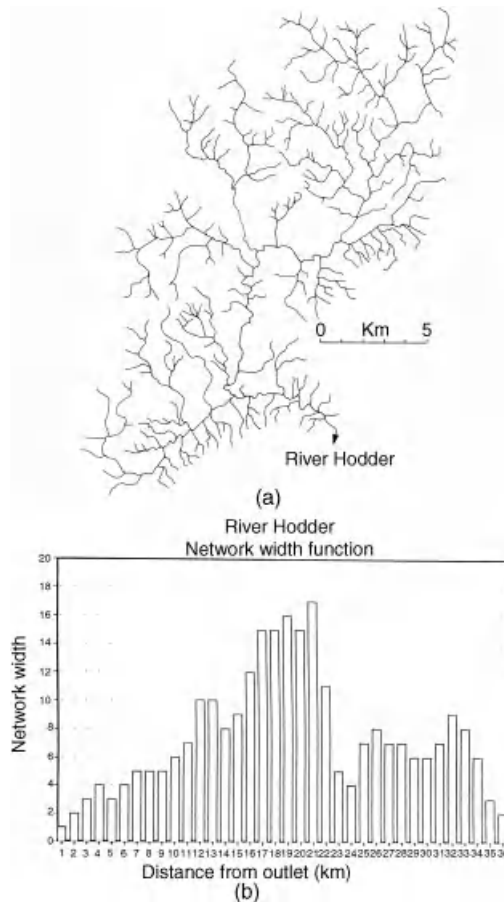 0 Km 5
River Hodder
(a)
River Hodder
Network width function
20
18
16
14
12
10
8
6
4
2
0
Network width
1 2 3 4 5 6 7 8 9 10 11 12 13 14 15 16 17 18 19 20 21 22 23 24 25 26 27 28 29 30 31 32 33 34 35 36
Distance from outlet (km)
(b)